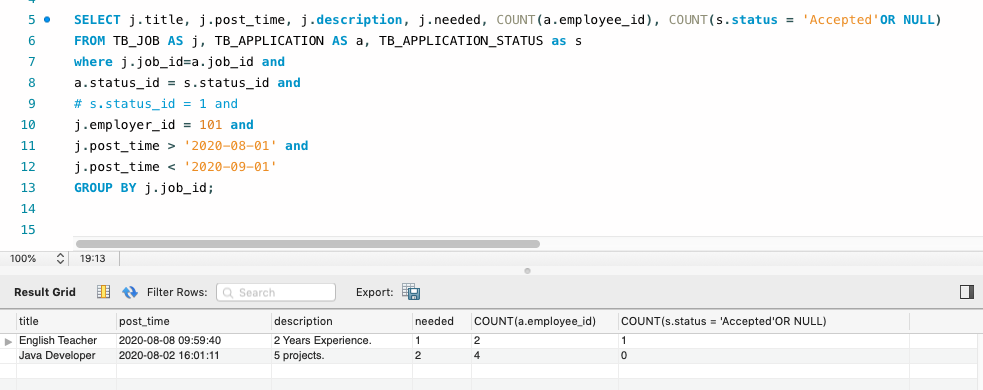 5 SELECT j.title, j.post_time, j.description, j.needed, COUNT(a.employee_id), COUNT(s.status = 'Accepted'OR NULL)
6 FROM TB_JOB AS j, TB_APPLICATION AS a, TB_APPLICATION_STATUS as s
7 where j.job_id=a.job_id and
8 a.status_id = s.status_id and
9 # s.status_id = 1 and
10 j.employer_id = 101 and
11 j.post_time > '2020-08-01' and
12 j.post_time < '2020-09-01'
13 GROUP BY j.job_id;
14
15
100% 19:13
Result Grid Filter Rows: Search Export:
title post_time description needed COUNT(a.employee_id) COUNT(s.status = 'Accepted'OR NULL)
English Teacher 2020-08-08 09:59:40 2 Years Experience. 1 2 1
Java Developer 2020-08-02 16:01:11 5 projects. 2 4 0